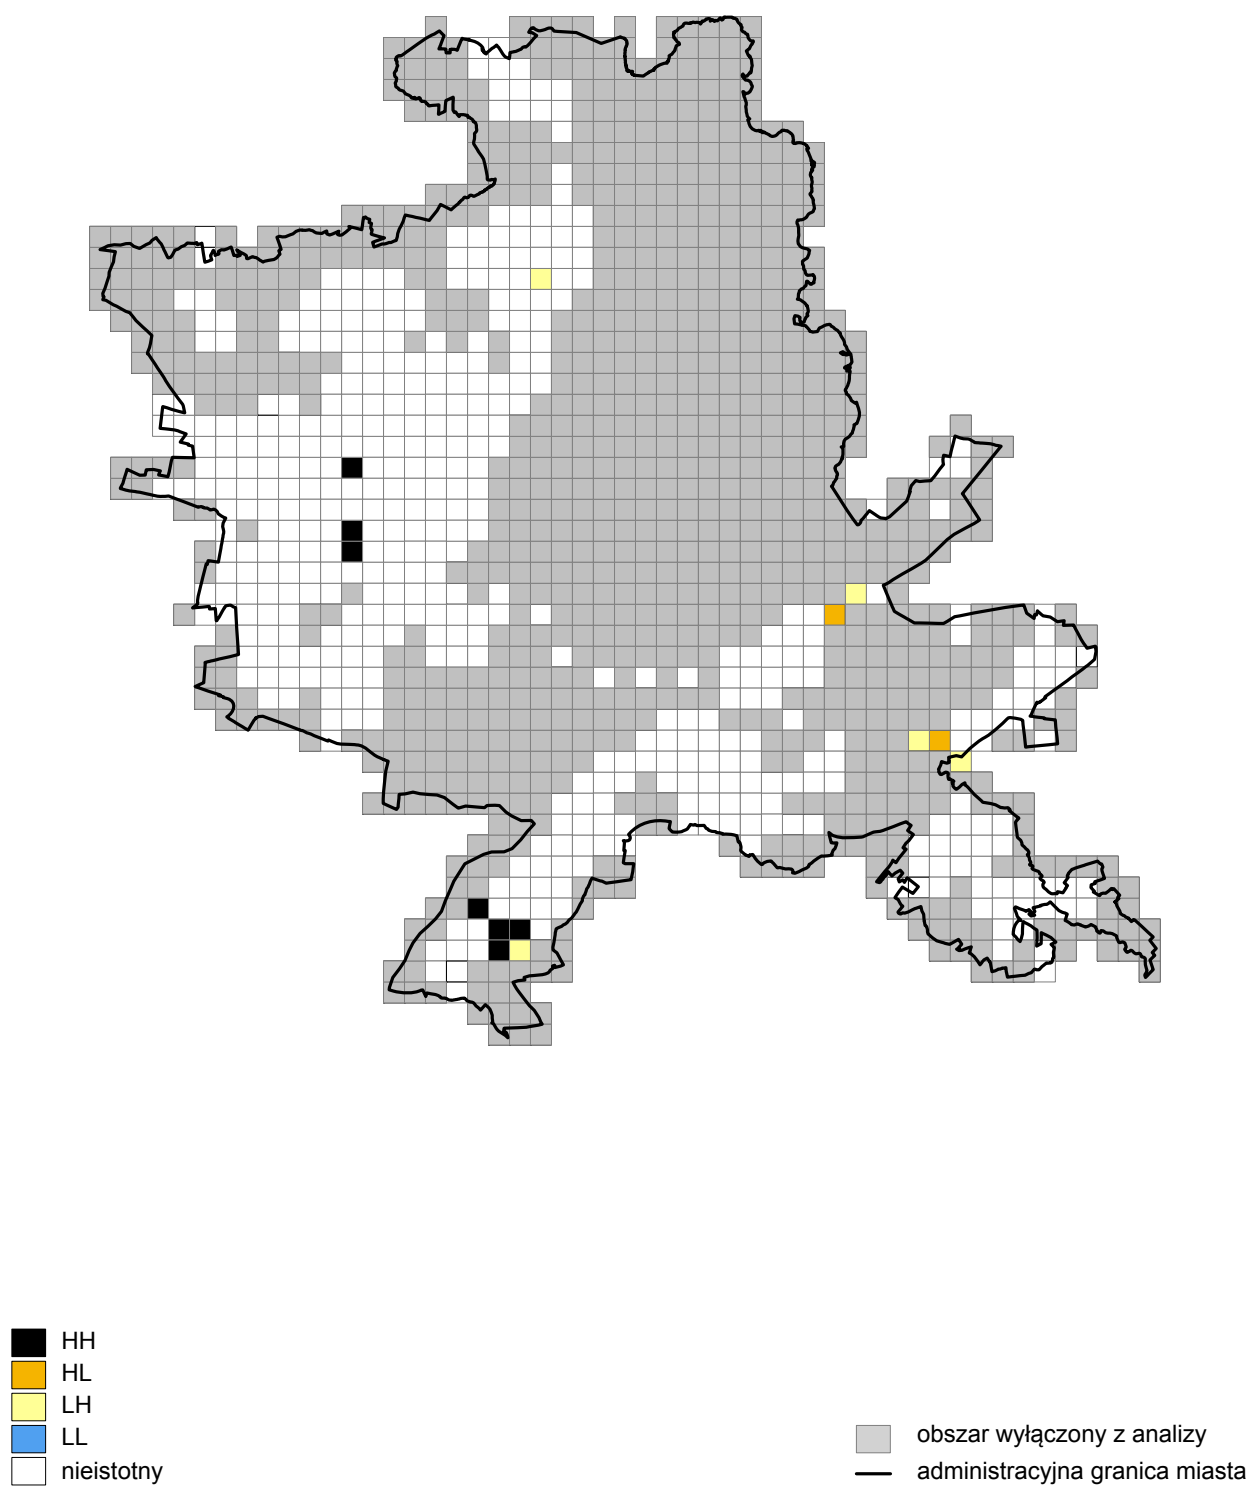 HH
HL
LH
LL
nieistotny
obszar wyłączony z analizy
administracyjna granica miasta